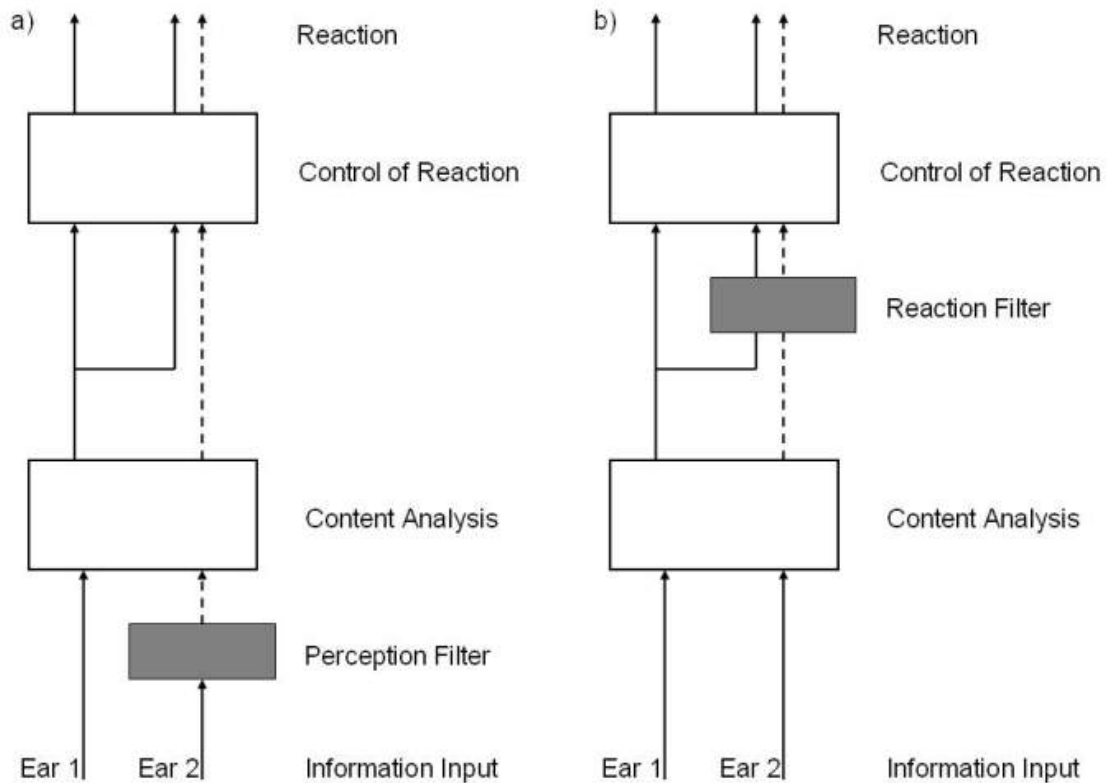 a)
Reaction
Control of Reaction
Content Analysis
Perception Filter
Ear 1
Ear 2
Information Input
b)
Reaction
Control of Reaction
Reaction Filter
Content Analysis
Ear 1
Ear 2
Information Input